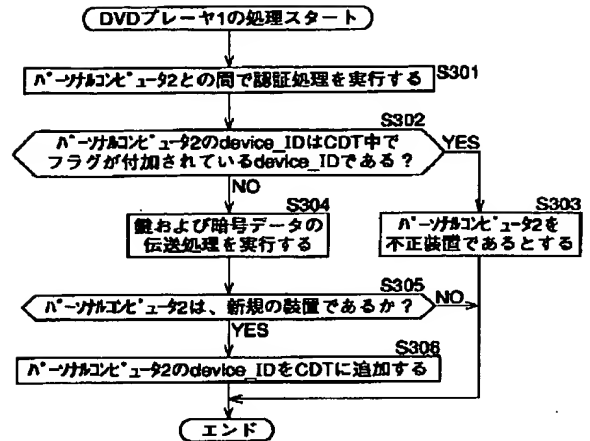 DVDプレーヤ1の処理スタート
パーソナルコンピュータ2との間で認証処理を実行する
S301
S302
パーソナルコンピュータ2のdevice_IDはCDT中で
フラグが付加されているdevice_IDである？
YES
NO
S304
鍵および暗号データの
伝送処理を実行する
S303
パーソナルコンピュータ2を
不正装置であるとする
S305
パーソナルコンピュータ2は、新規の装置であるか？
NO
YES
S306
パーソナルコンピュータ2のdevice_IDをCDTに追加する
エンド